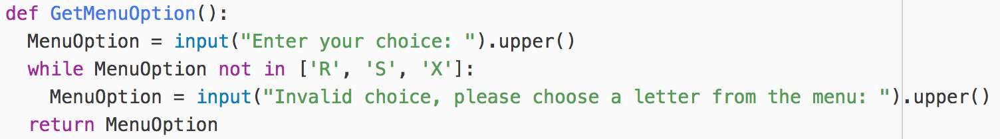 def GetMenuOption():
  MenuOption = input("Enter your choice: ").upper()
  while MenuOption not in ['R', 'S', 'X']:
    MenuOption = input("Invalid choice, please choose a letter from the menu: ").upper()
  return MenuOption